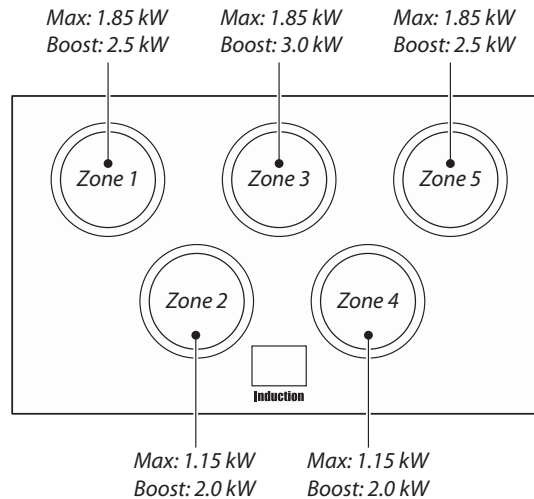 Max: 1.85 kW
Boost: 2.5 kW
Max: 1.85 kW
Boost: 3.0 kW
Max: 1.85 kW
Boost: 2.5 kW
Zone 1
Zone 3
Zone 5
Zone 2
Zone 4
Induction
Max: 1.15 kW
Boost: 2.0 kW
Max: 1.15 kW
Boost: 2.0 kW